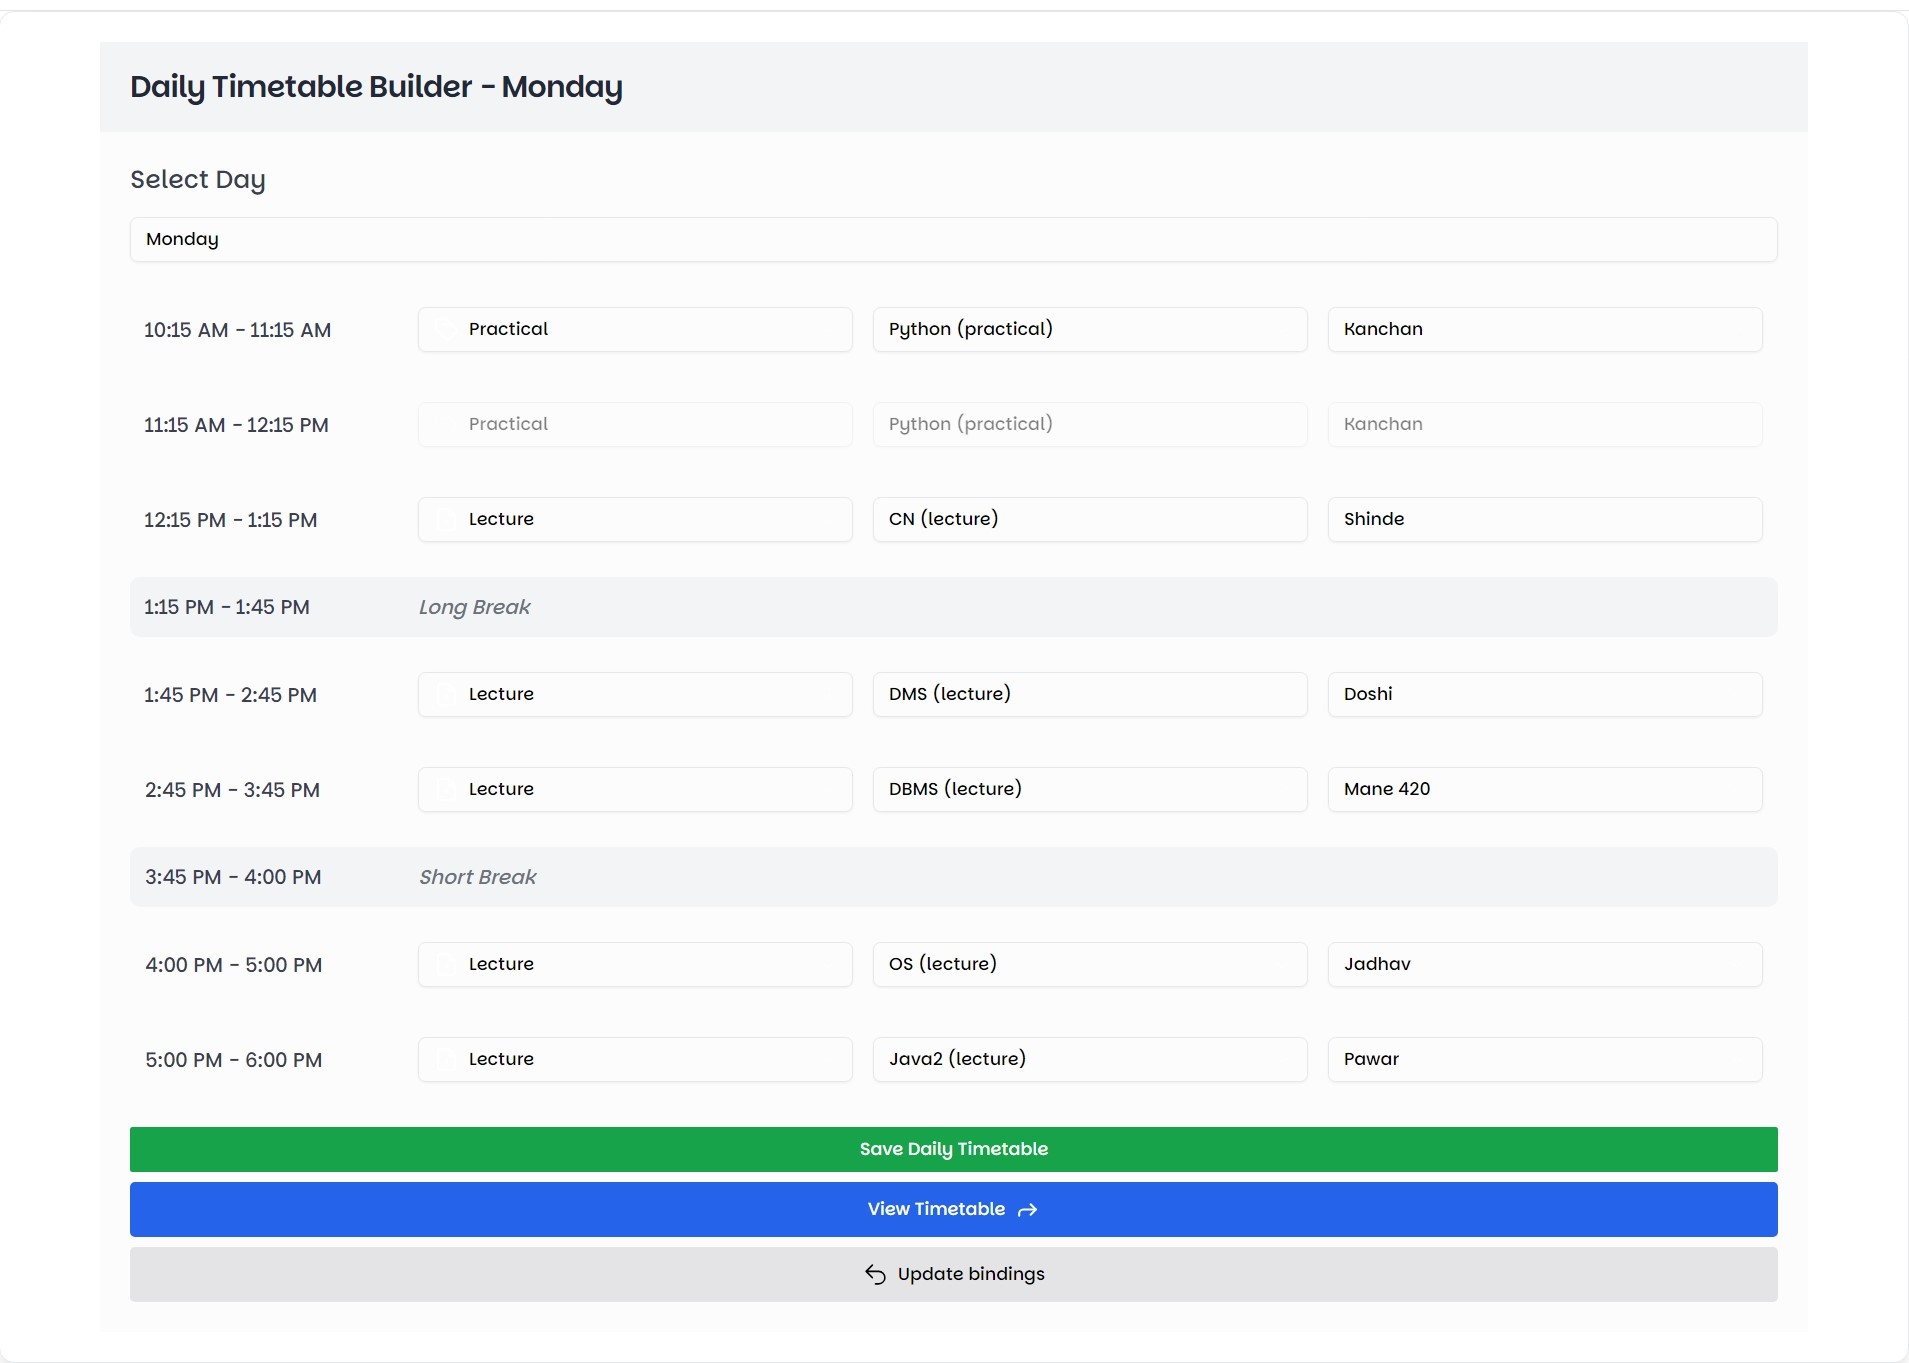 Daily Timetable Builder - Monday
Select Day
Monday
10:15 AM - 11:15 AM Practical Python (practical) Kanchan
11:15 AM - 12:15 PM Practical Python (practical) Kanchan
12:15 PM - 1:15 PM Lecture CN (lecture) Shinde
1:15 PM - 1:45 PM Long Break
1:45 PM - 2:45 PM Lecture DMS (lecture) Doshi
2:45 PM - 3:45 PM Lecture DBMS (lecture) Mane 420
3:45 PM - 4:00 PM Short Break
4:00 PM - 5:00 PM Lecture OS (lecture) Jadhav
5:00 PM - 6:00 PM Lecture Java2 (lecture) Pawar
Save Daily Timetable
View Timetable
Update bindings